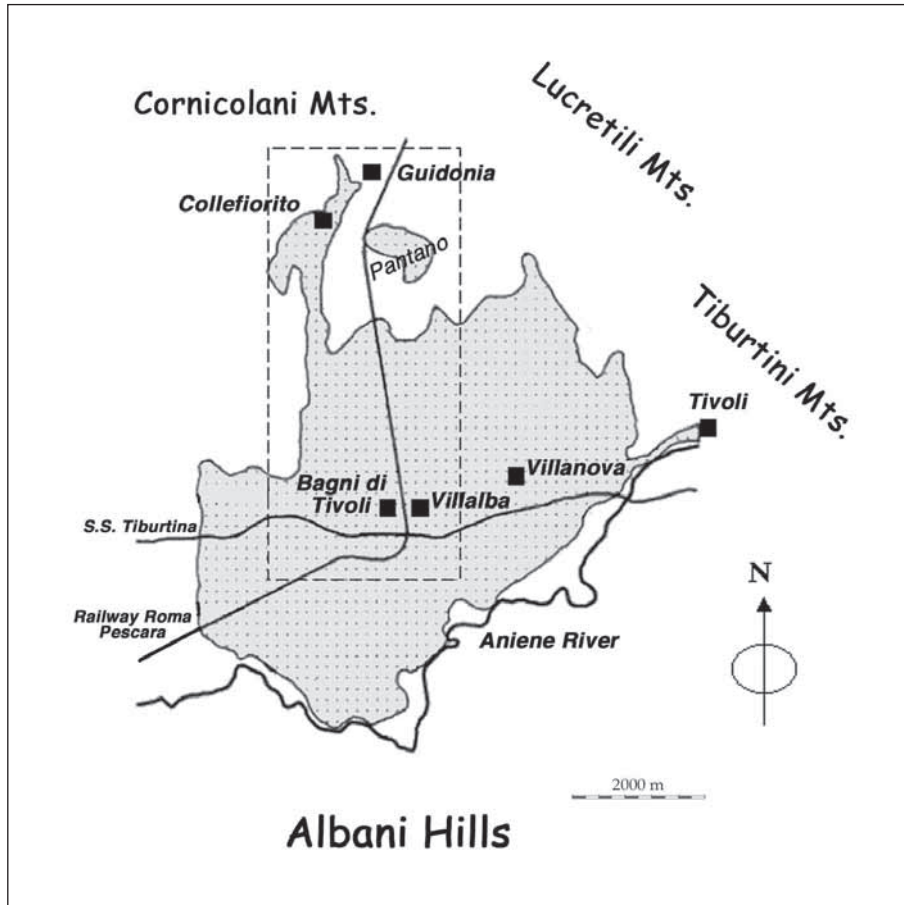 Cornicolani Mts.
Lucretili Mts.
Guidonia
Collefiorito
Pantano
Tiburtini Mts.
Tivoli
Villanova
Bagni di
Tivoli
Villalba
S.S. Tiburtina
N
Railway Roma
Pescara
Aniene River
2000 m
Albani Hills